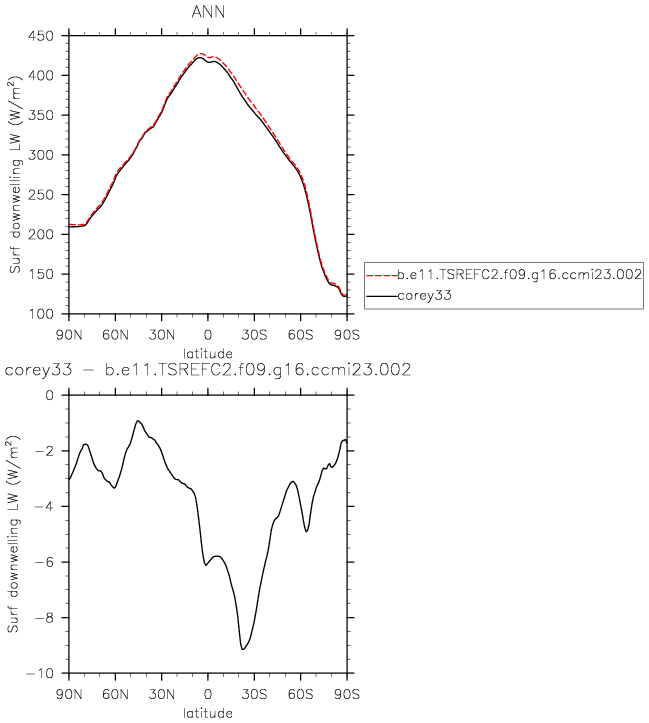 ANN
Surf downwelling LW (W/m²)
450
400
350
300
250
200
150
100
90N 60N 30N 0 30S 60S 90S
latitude
b.e11.TSREFC2.f09.g16.ccmi23.002
corey33
corey33 − b.e11.TSREFC2.f09.g16.ccmi23.002
Surf downwelling LW (W/m²)
0
−2
−4
−6
−8
−10
90N 60N 30N 0 30S 60S 90S
latitude